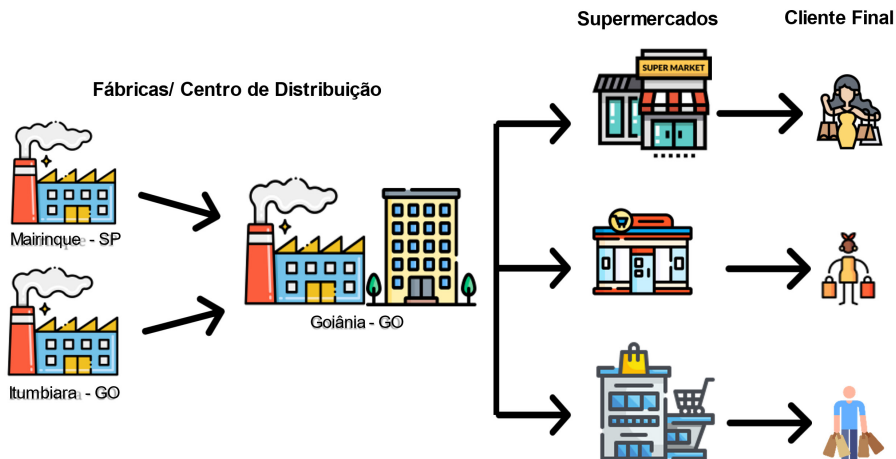 Supermercados
Cliente Final
SUPER MARKET
Fábricas/ Centro de Distribuição
Mairinque - SP
Itumbiara - GO
Goiânia - GO